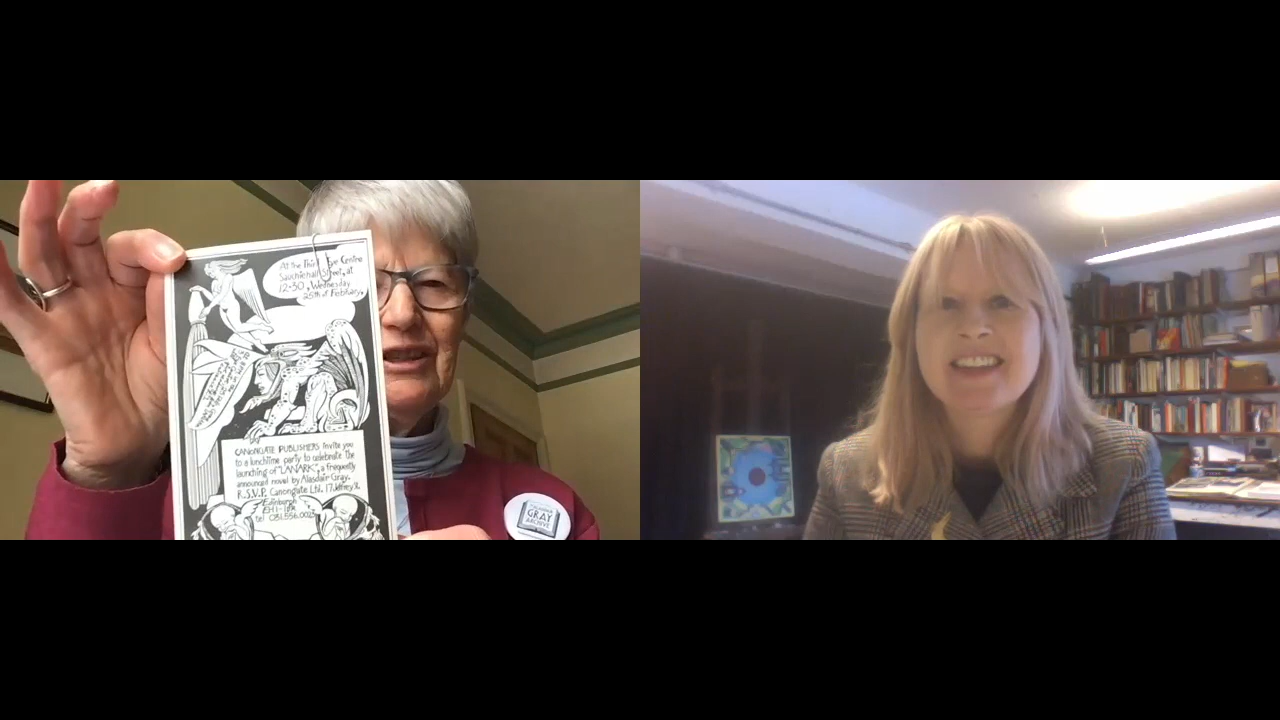 At the Third Eye Centre
Sauchiehall Street, at
12·30, Wednesday
25th of February.
CANONGATE PUBLISHERS invite you
to a lunchtime party to celebrate the
launching of "LANARK", a frequently
announced novel by Alasdair Gray.
R.S.V.P. Canongate Ltd. 17 Jeffrey St.
Edinburgh
EH1-1
tel 031.556.002
GRAY
ARCHIVE